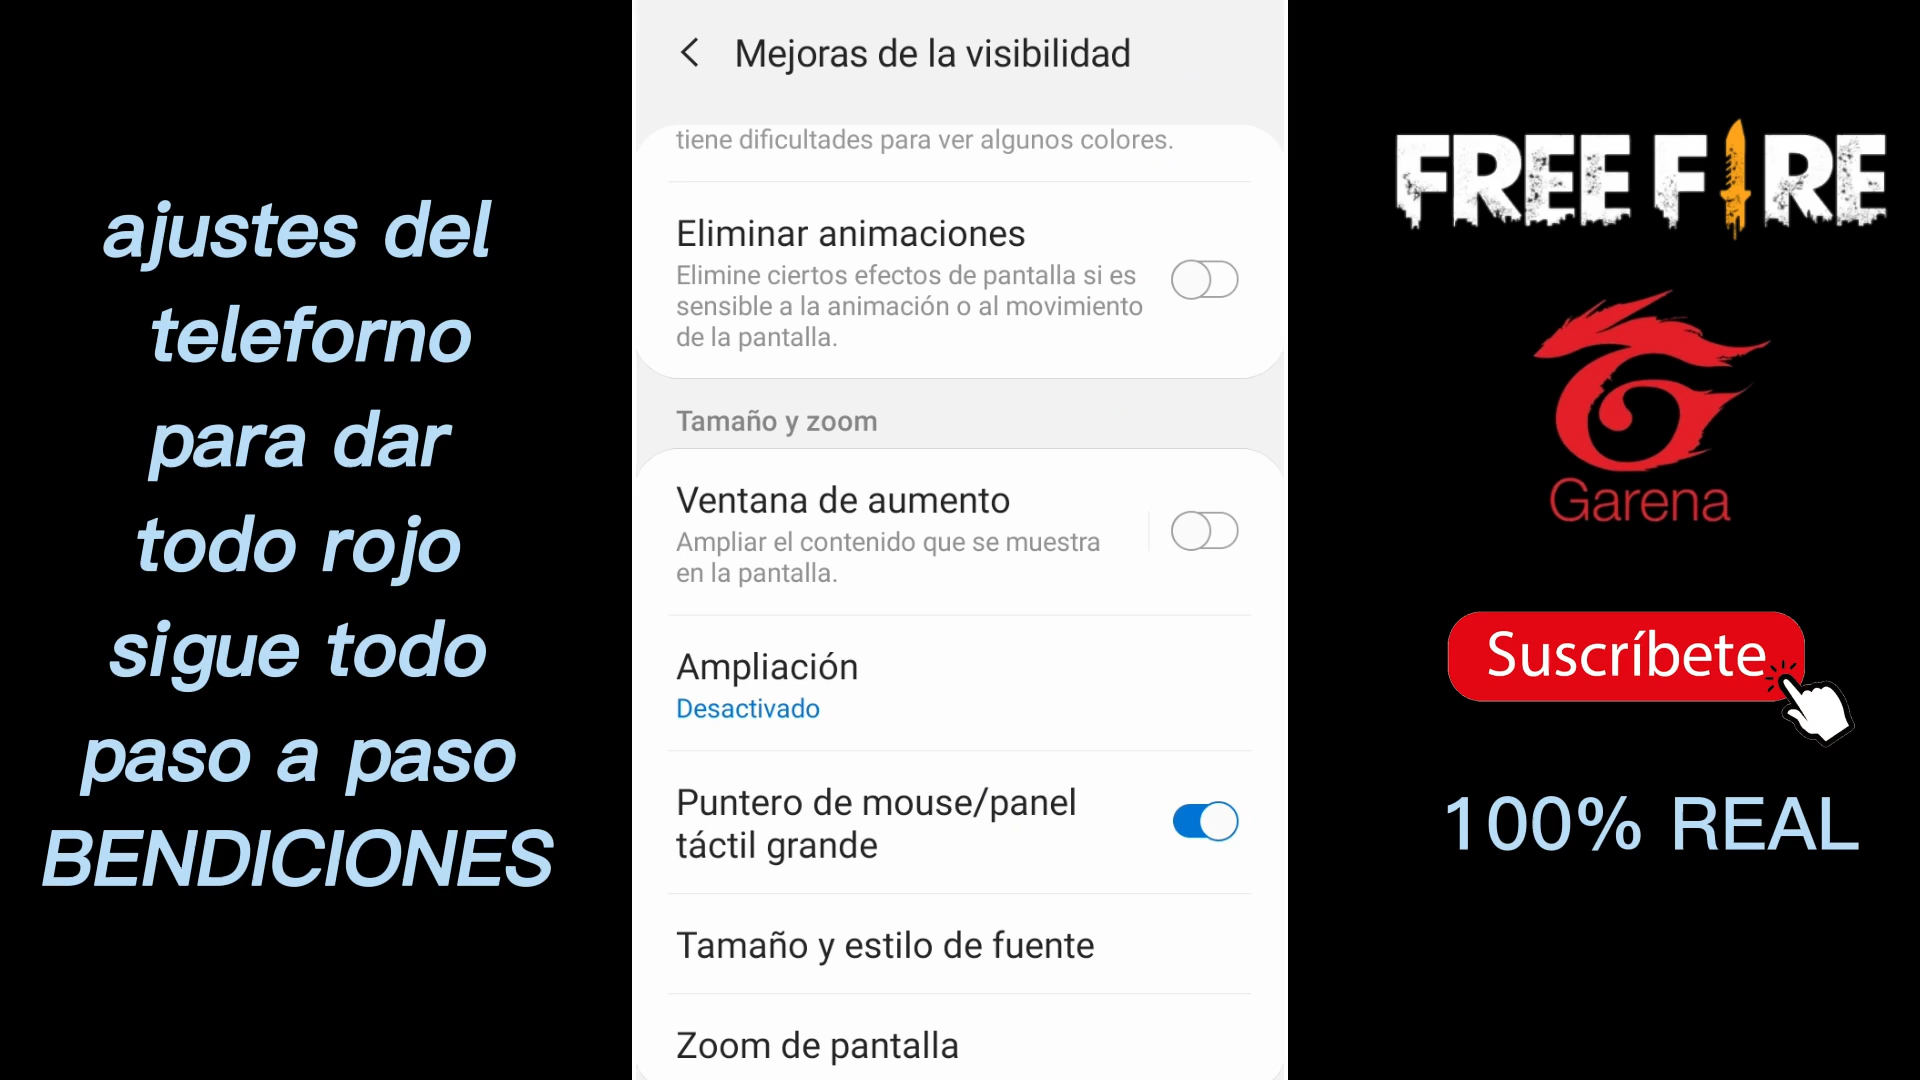 ajustes del
teleforno
para dar
todo rojo
sigue todo
paso a paso
BENDICIONES
Mejoras de la visibilidad
tiene dificultades para ver algunos colores.
Eliminar animaciones
Elimine ciertos efectos de pantalla si es
sensible a la animación o al movimiento
de la pantalla.
Tamaño y zoom
Ventana de aumento
Ampliar el contenido que se muestra
en la pantalla.
Ampliación
Desactivado
Puntero de mouse/panel
táctil grande
Tamaño y estilo de fuente
Zoom de pantalla
FREE FIRE
Garena
Suscríbete
100% REAL